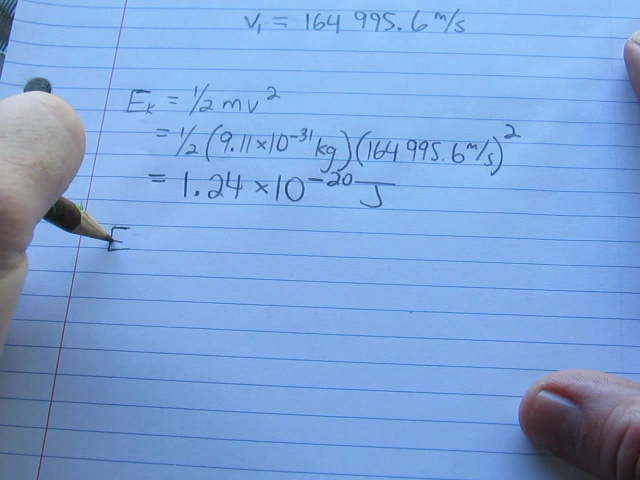 v₁ = 164 995.6 m/s
Eₖ = 1/2 mv²
= 1/2 (9.11×10⁻³¹ kg)(164 995.6 m/s)²
= 1.24 × 10⁻²⁰ J
E